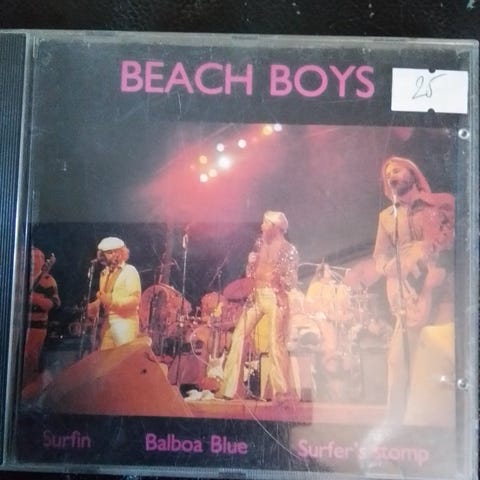 BEACH BOYS
25
Surfin Balboa Blue Surfer's stomp